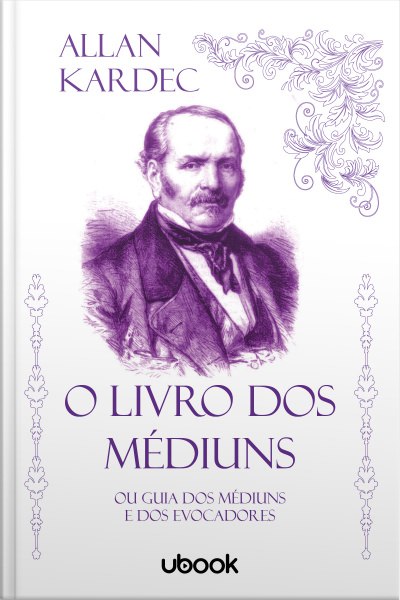 ALLAN
KARDEC
O LIVRO DOS
MÉDIUNS
OU GUIA DOS MÉDIUNS
E DOS EVOCADORES
ubook